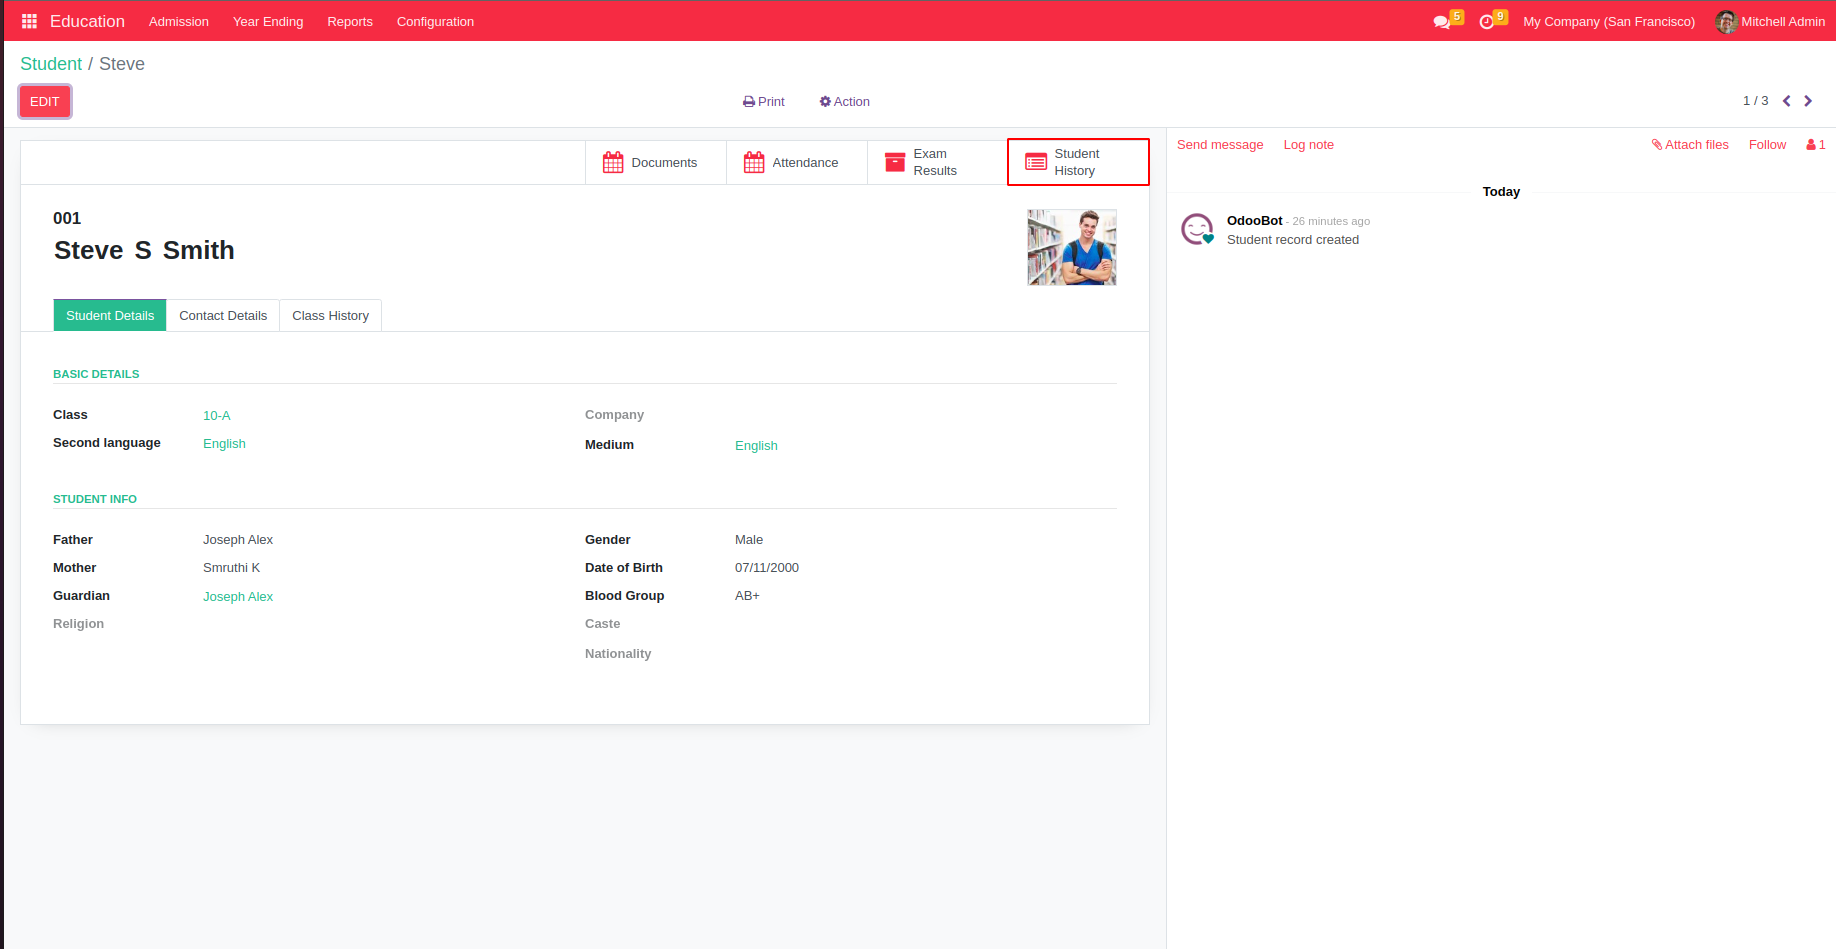 Education Admission Year Ending Reports Configuration 5 9 My Company (San Francisco) Mitchell Admin
Student / Steve
EDIT Print Action 1 / 3
Documents Attendance Exam Results Student History
001
Steve S Smith
Student Details Contact Details Class History
BASIC DETAILS
Class 10-A Company
Second language English Medium English
STUDENT INFO
Father Joseph Alex Gender Male
Mother Smruthi K Date of Birth 07/11/2000
Guardian Joseph Alex Blood Group AB+
Religion Caste
Nationality
Send message Log note Attach files Follow 1
Today
OdooBot - 26 minutes ago
Student record created